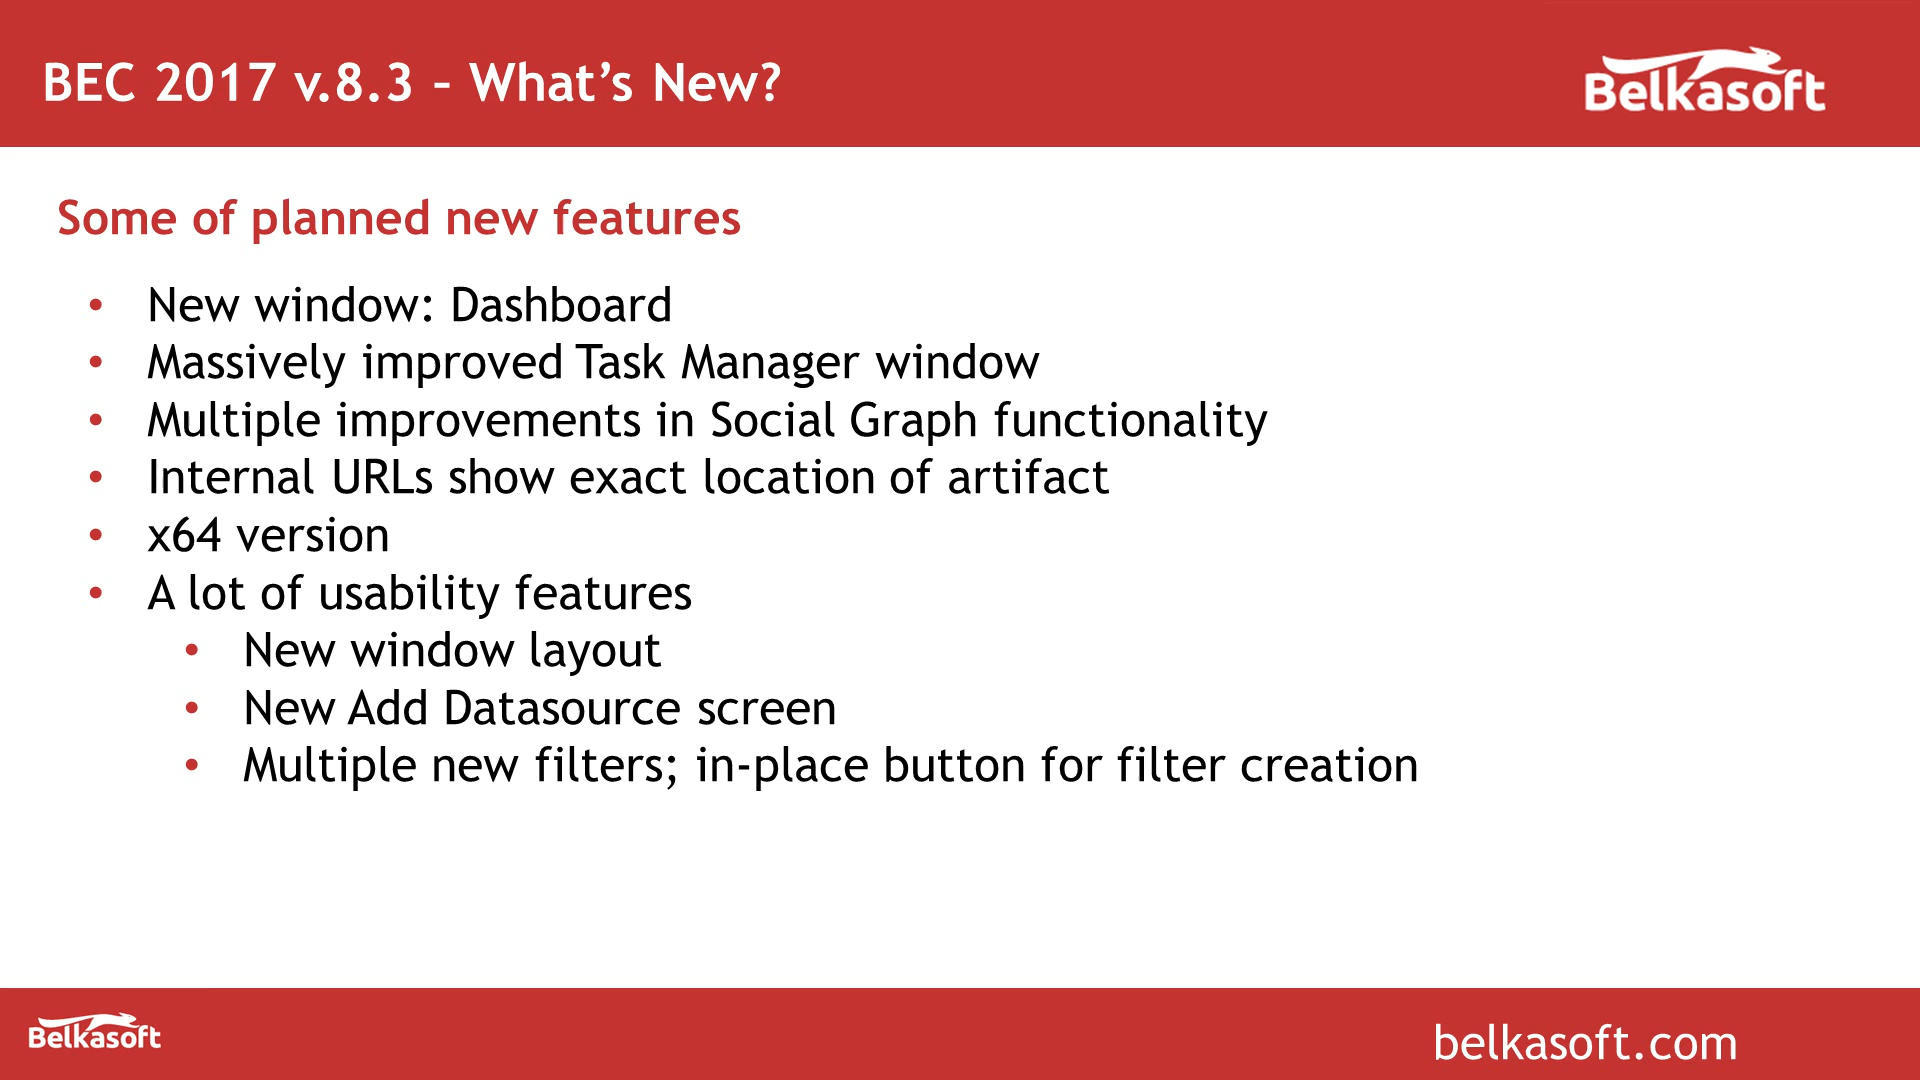 BEC 2017 v.8.3 – What’s New?
Belkasoft
Some of planned new features
• New window: Dashboard
• Massively improved Task Manager window
• Multiple improvements in Social Graph functionality
• Internal URLs show exact location of artifact
• x64 version
• A lot of usability features
• New window layout
• New Add Datasource screen
• Multiple new filters; in-place button for filter creation
Belkasoft
belkasoft.com